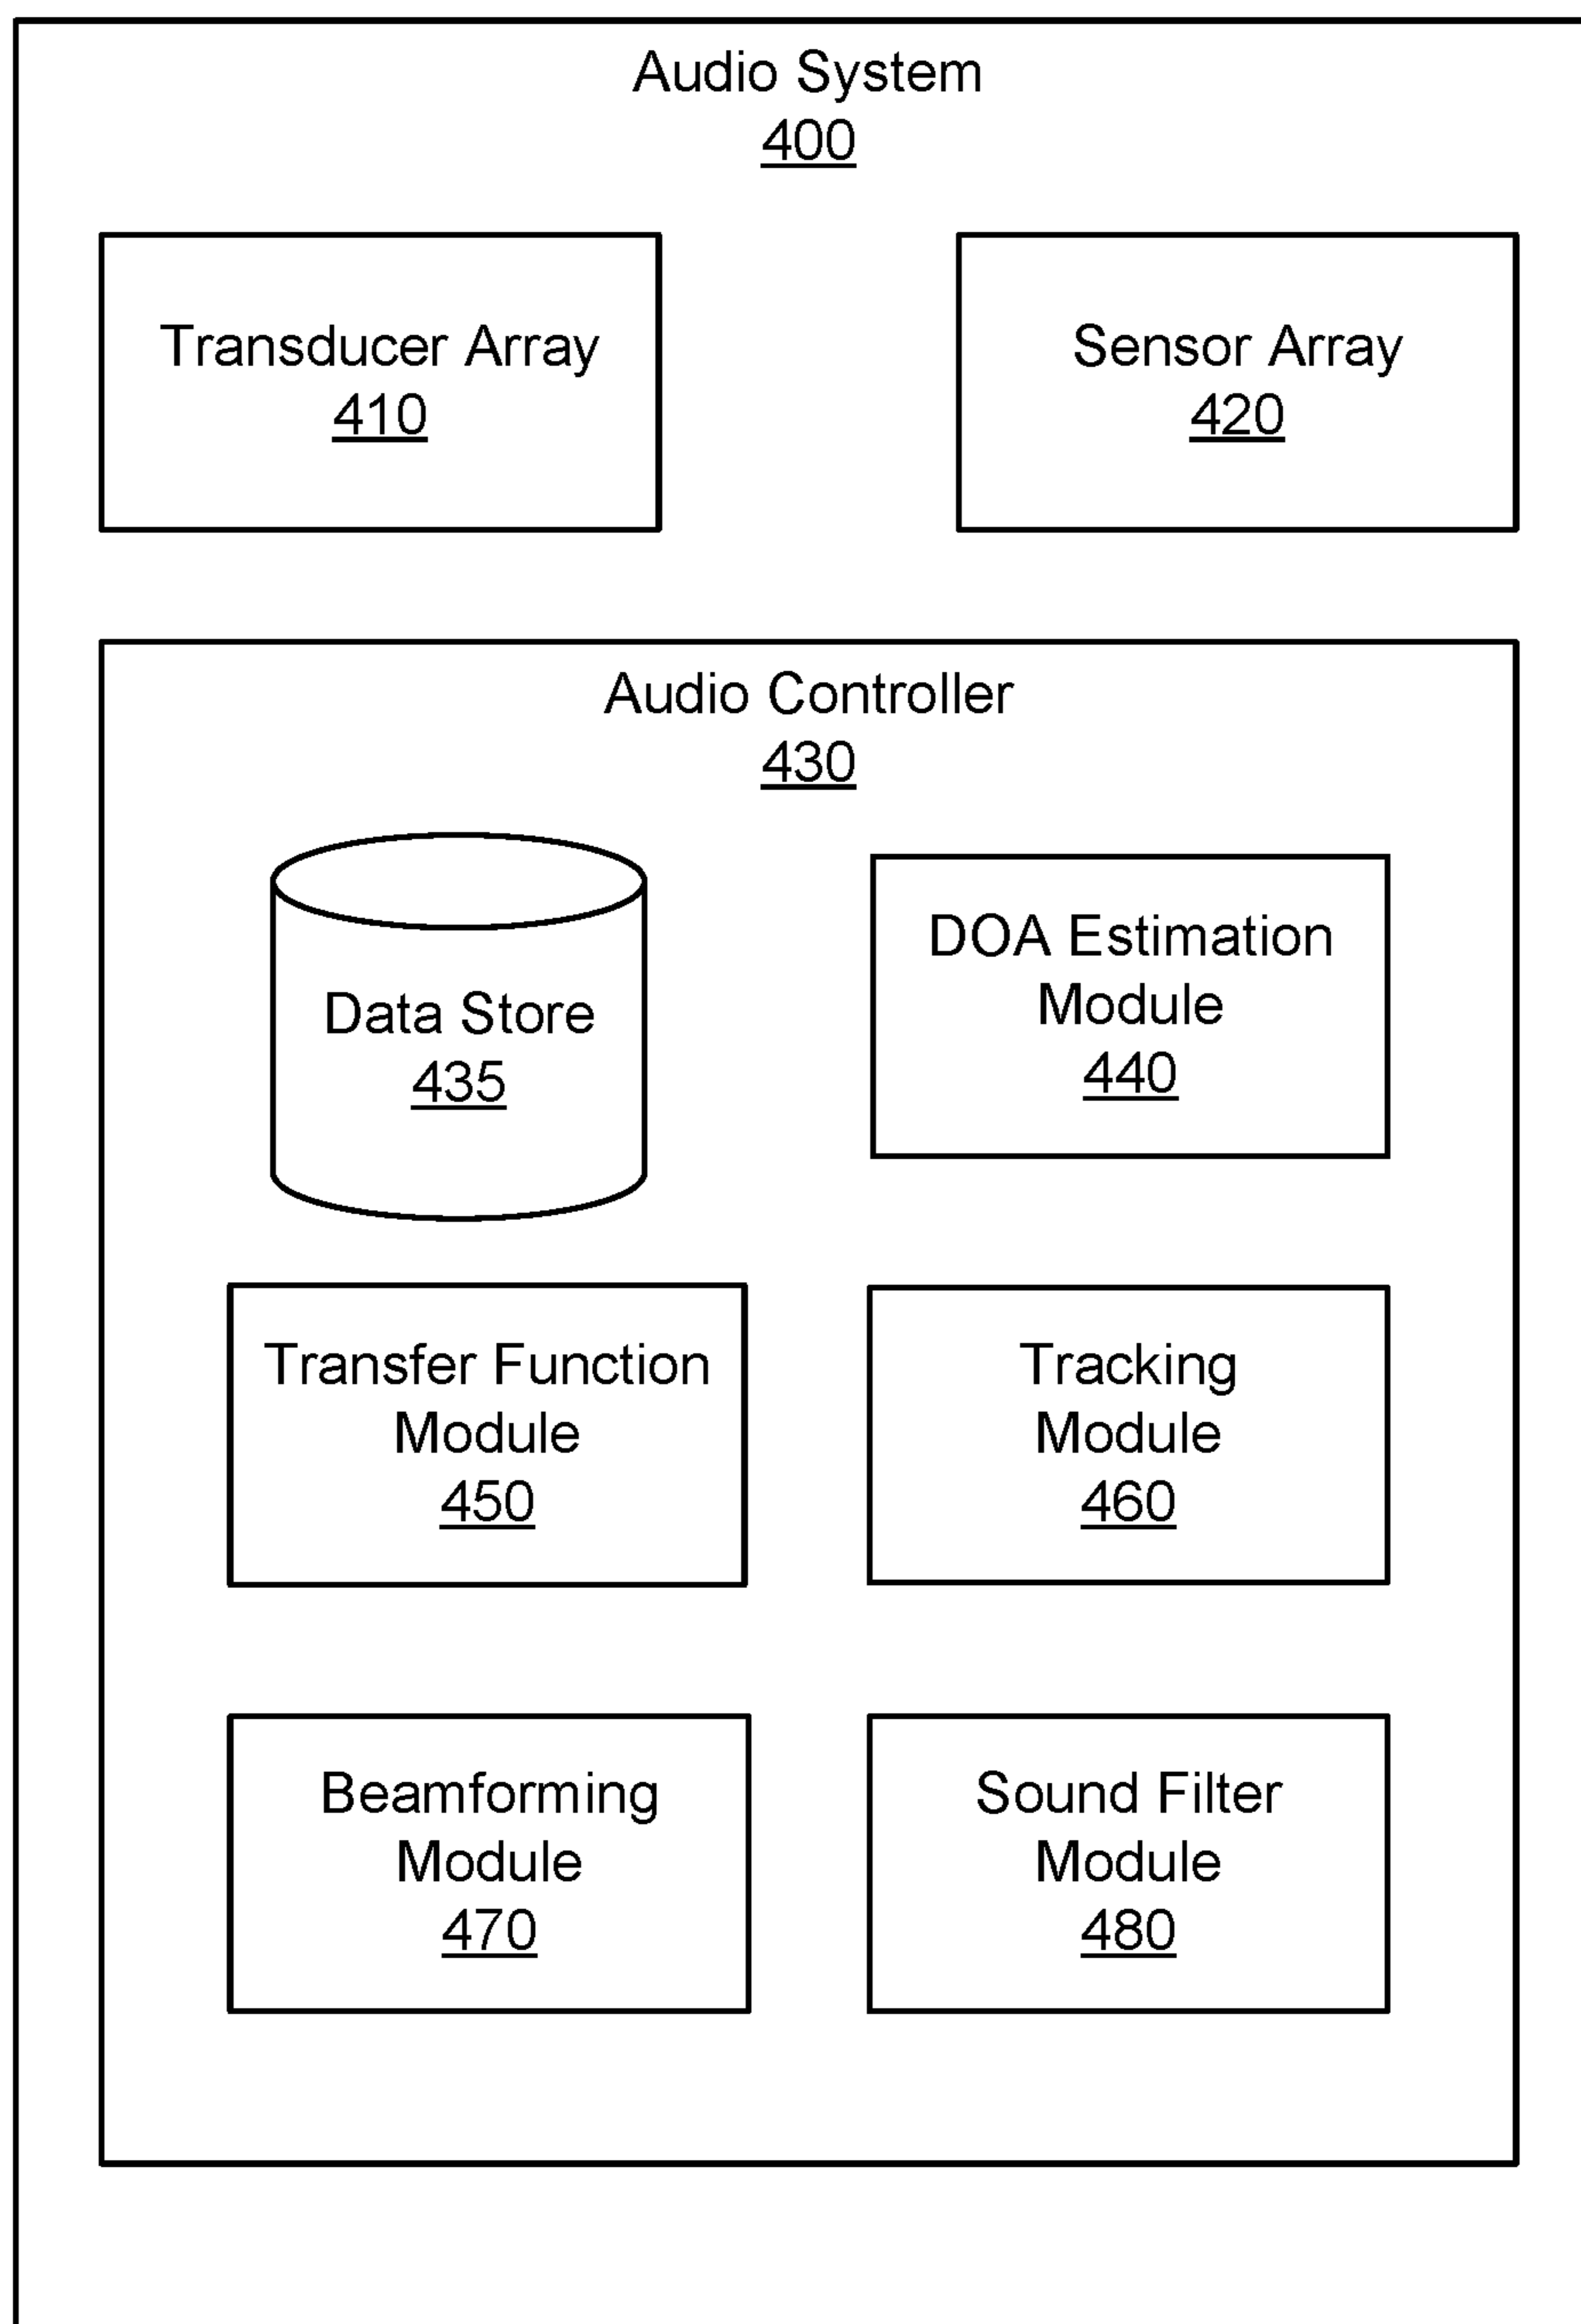 Audio System
400
Transducer Array
410
Sensor Array
420
Audio Controller
430
Data Store
435
DOA Estimation
Module
440
Transfer Function
Module
450
Tracking
Module
460
Beamforming
Module
470
Sound Filter
Module
480